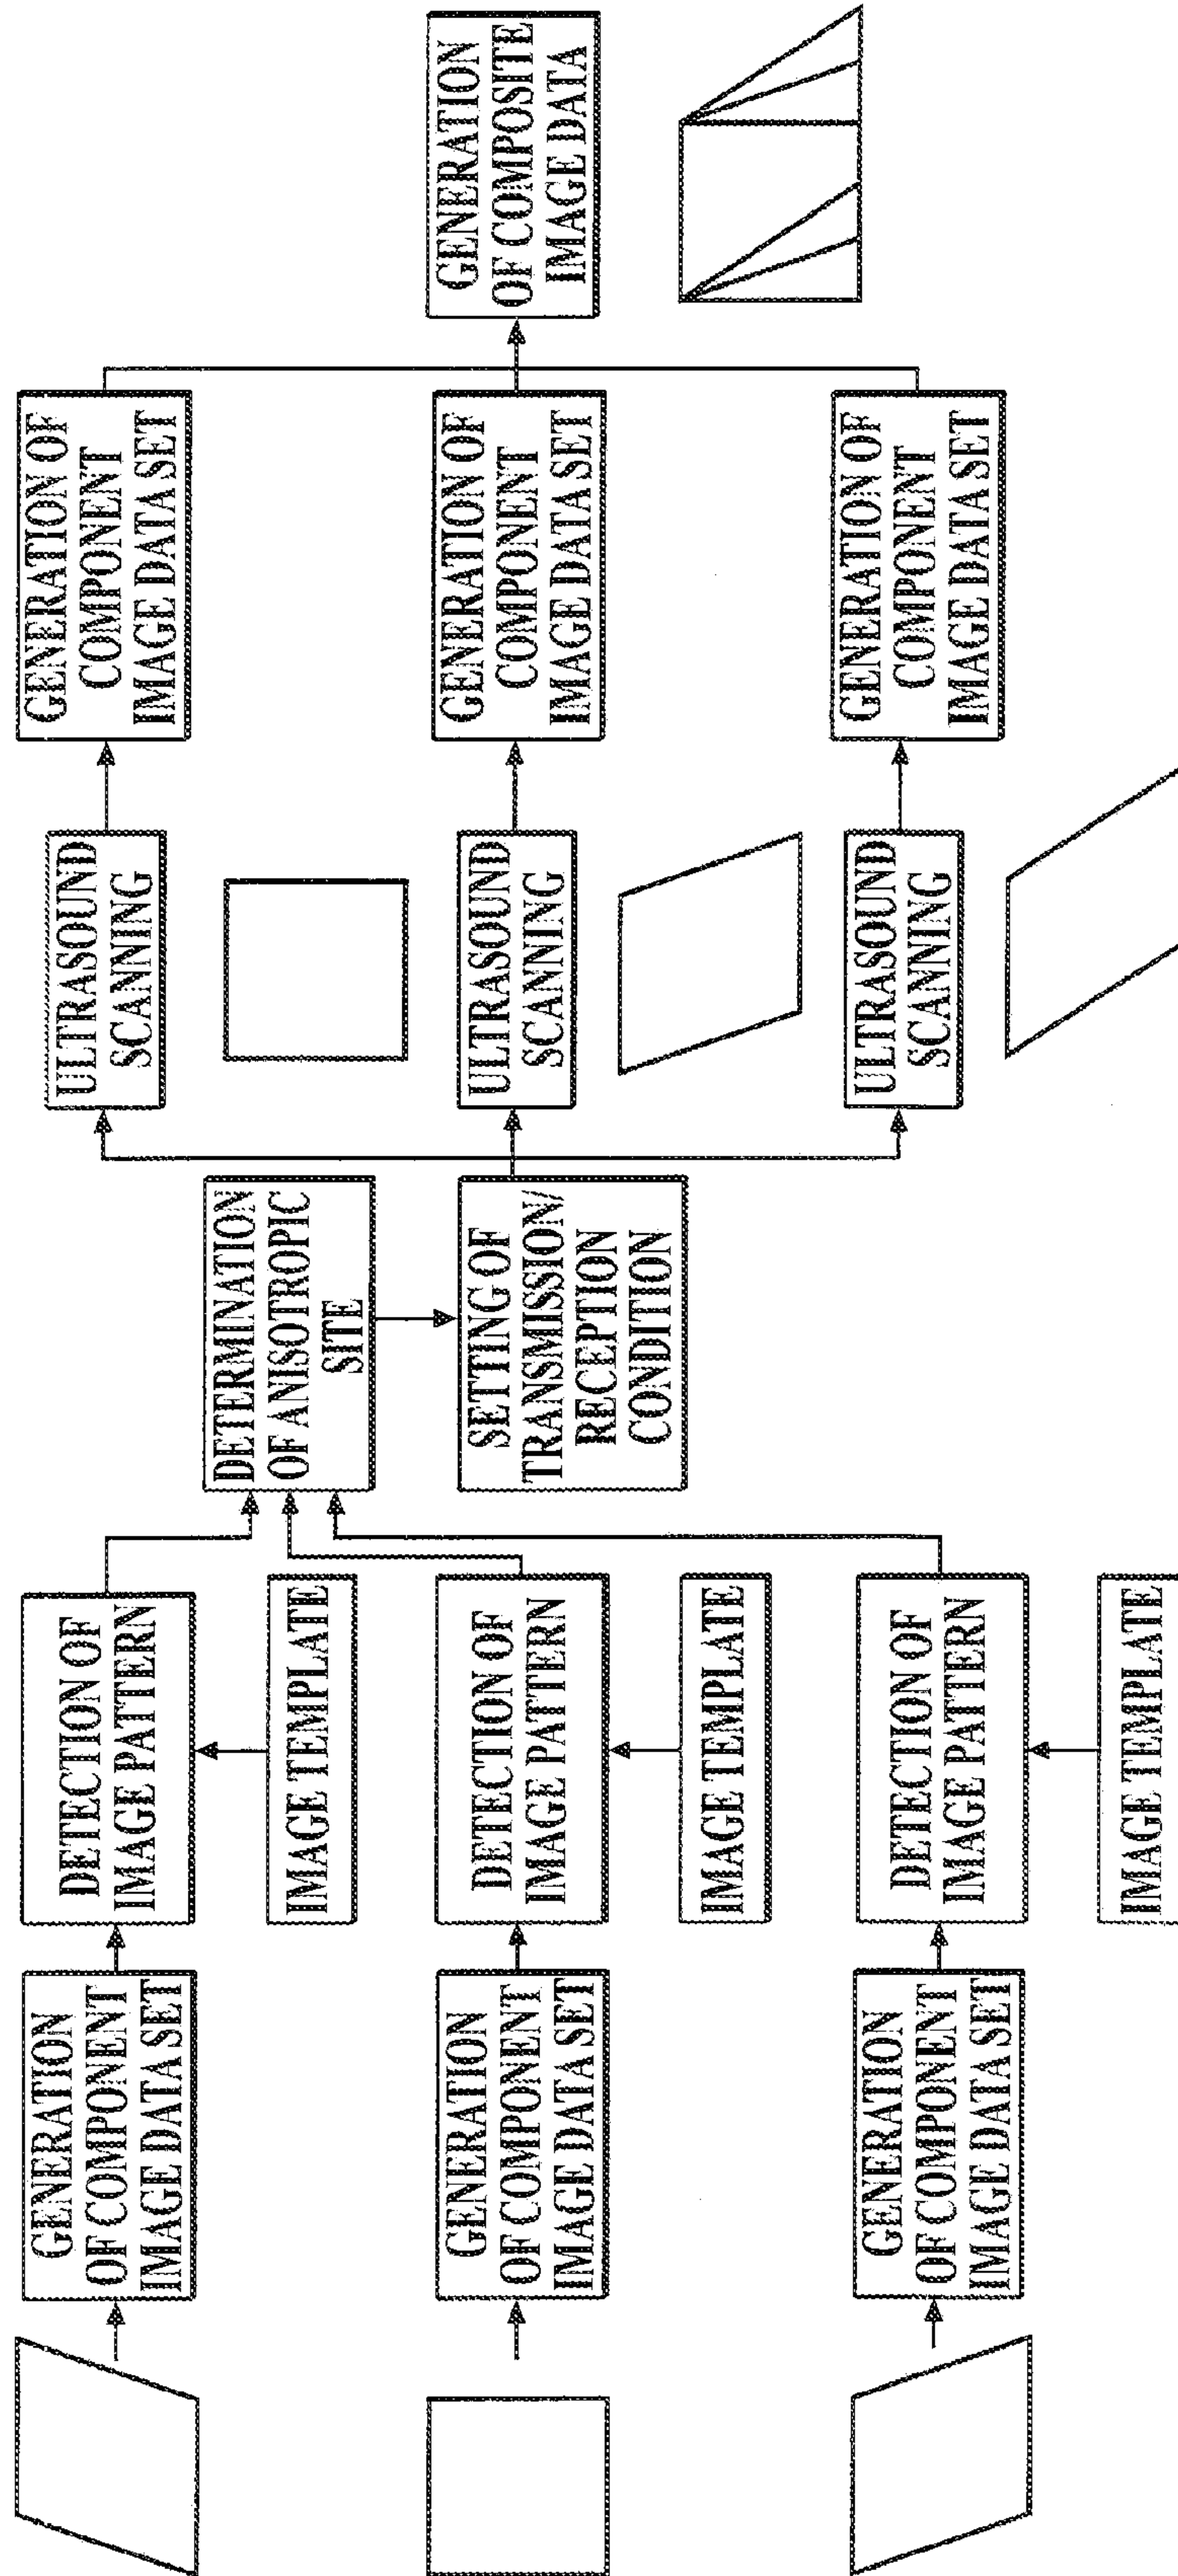 GENERATION
OF COMPONENT
IMAGE DATA SET
DETECTION OF
IMAGE PATTERN
IMAGE TEMPLATE
GENERATION
OF COMPONENT
IMAGE DATA SET
DETECTION OF
IMAGE PATTERN
IMAGE TEMPLATE
GENERATION
OF COMPONENT
IMAGE DATA SET
DETECTION OF
IMAGE PATTERN
IMAGE TEMPLATE
DETERMINATION
OF ANISOTROPIC
SITE
SETTING OF
TRANSMISSION/
RECEPTION
CONDITION
ULTRASOUND
SCANNING
GENERATION OF
COMPONENT
IMAGE DATA SET
ULTRASOUND
SCANNING
GENERATION OF
COMPONENT
IMAGE DATA SET
ULTRASOUND
SCANNING
GENERATION OF
COMPONENT
IMAGE DATA SET
GENERATION
OF COMPOSITE
IMAGE DATA